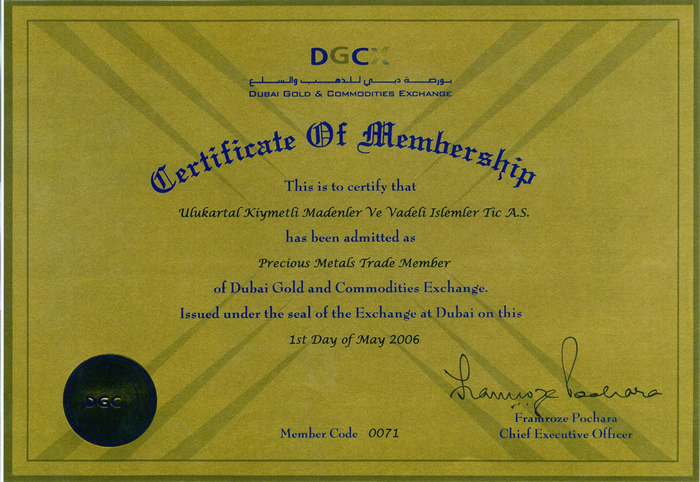 DGCX
بورصة دبي للذهب والسلع
DUBAI GOLD & COMMODITIES EXCHANGE
Certificate Of Membership
This is to certify that
Ulukartal Kiymetli Madenler Ve Vadeli Islemler Tic A.S.
has been admitted as
Precious Metals Trade Member
of Dubai Gold and Commodities Exchange.
Issued under the seal of the Exchange at Dubai on this
1st Day of May 2006
DGC
Framroze Pochara
Framroze Pochara
Chief Executive Officer
Member Code 0071